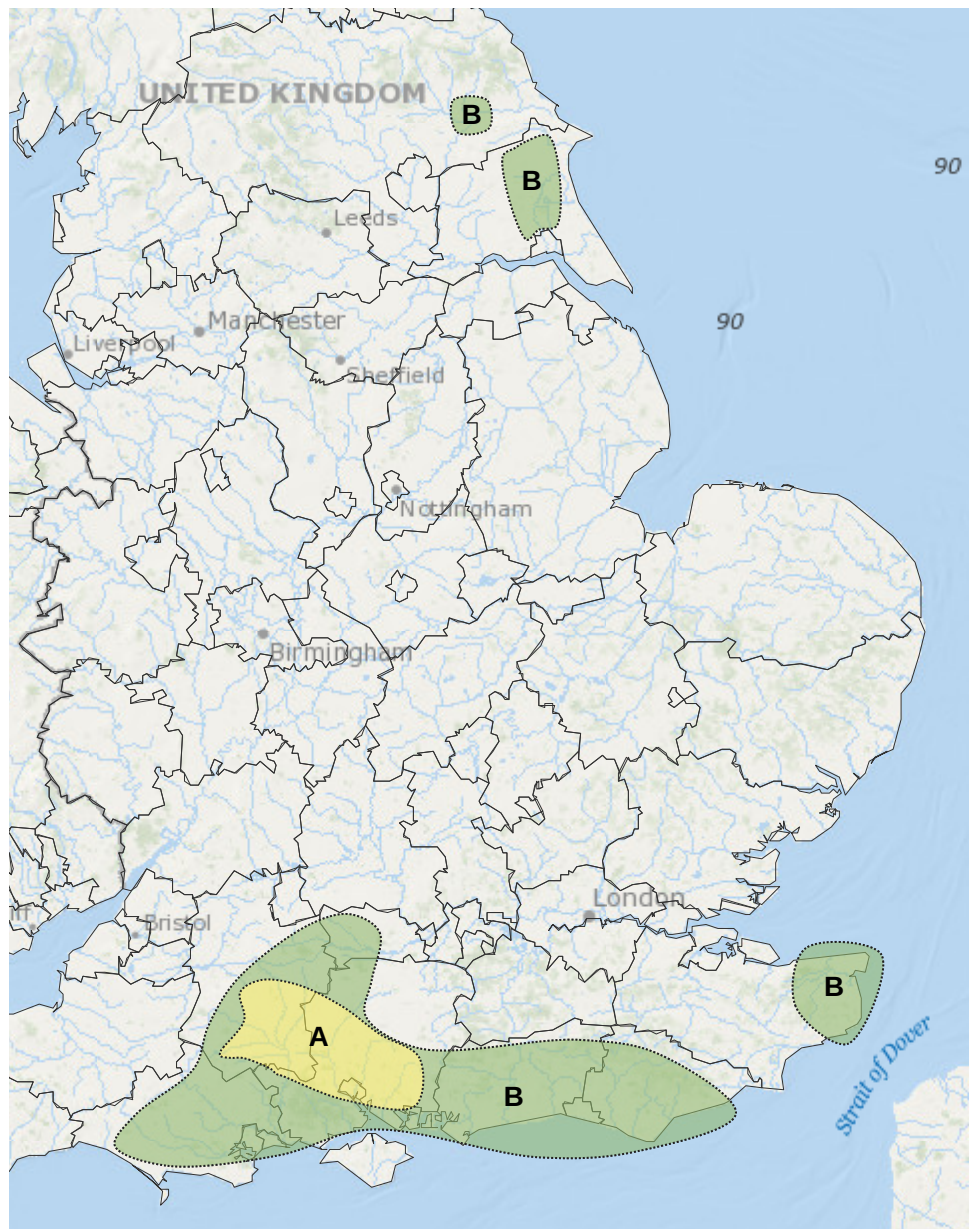 UNITED KINGDOM
B
90
B
Leeds
90
Manchester
Liverpool
Sheffield
Nottingham
Birmingham
London
Bristol
B
A
Strait of Dover
B